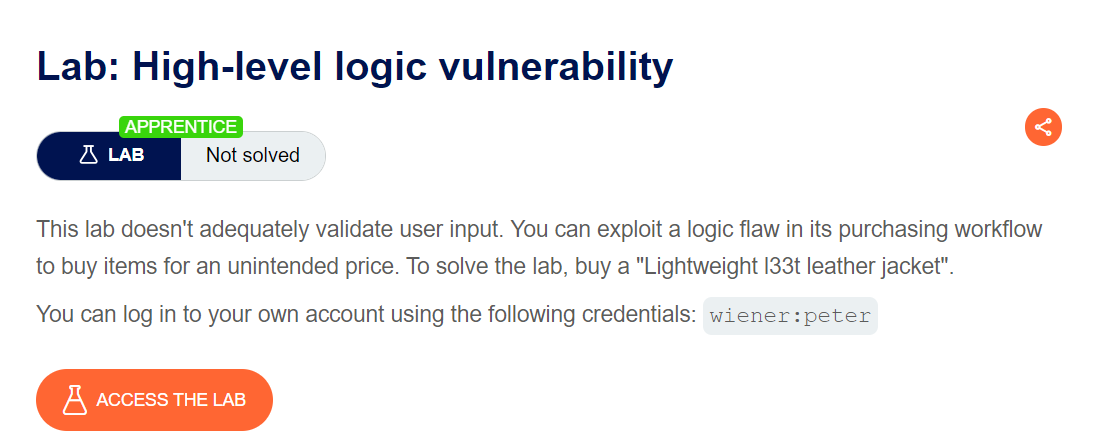 Lab: High-level logic vulnerability
APPRENTICE
LAB Not solved
This lab doesn't adequately validate user input. You can exploit a logic flaw in its purchasing workflow
to buy items for an unintended price. To solve the lab, buy a "Lightweight l33t leather jacket".
You can log in to your own account using the following credentials: wiener:peter
ACCESS THE LAB